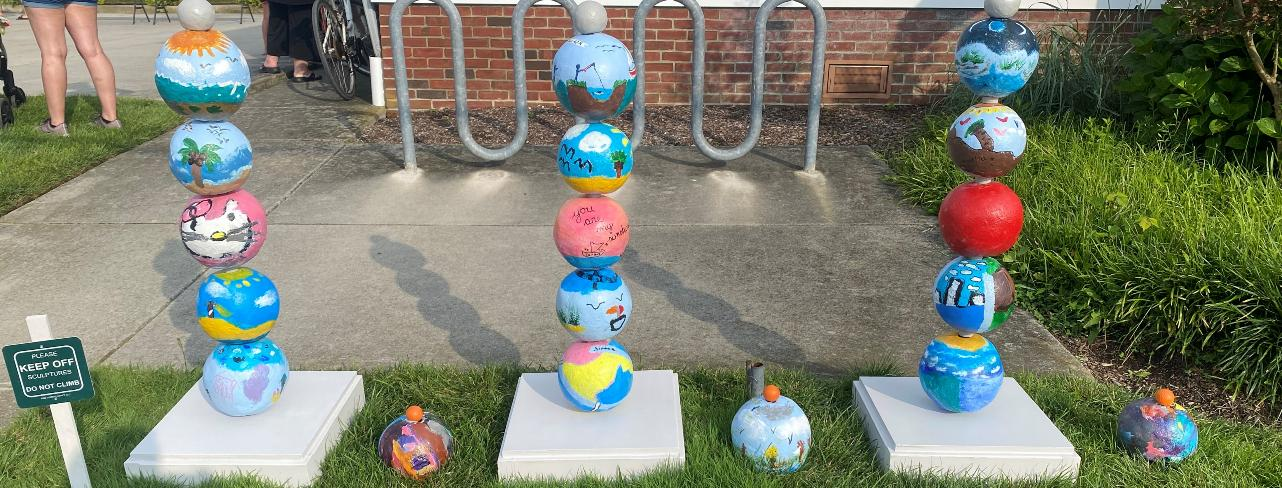 you
are
my
PLEASE
KEEP OFF
SCULPTURES
DO NOT CLIMB